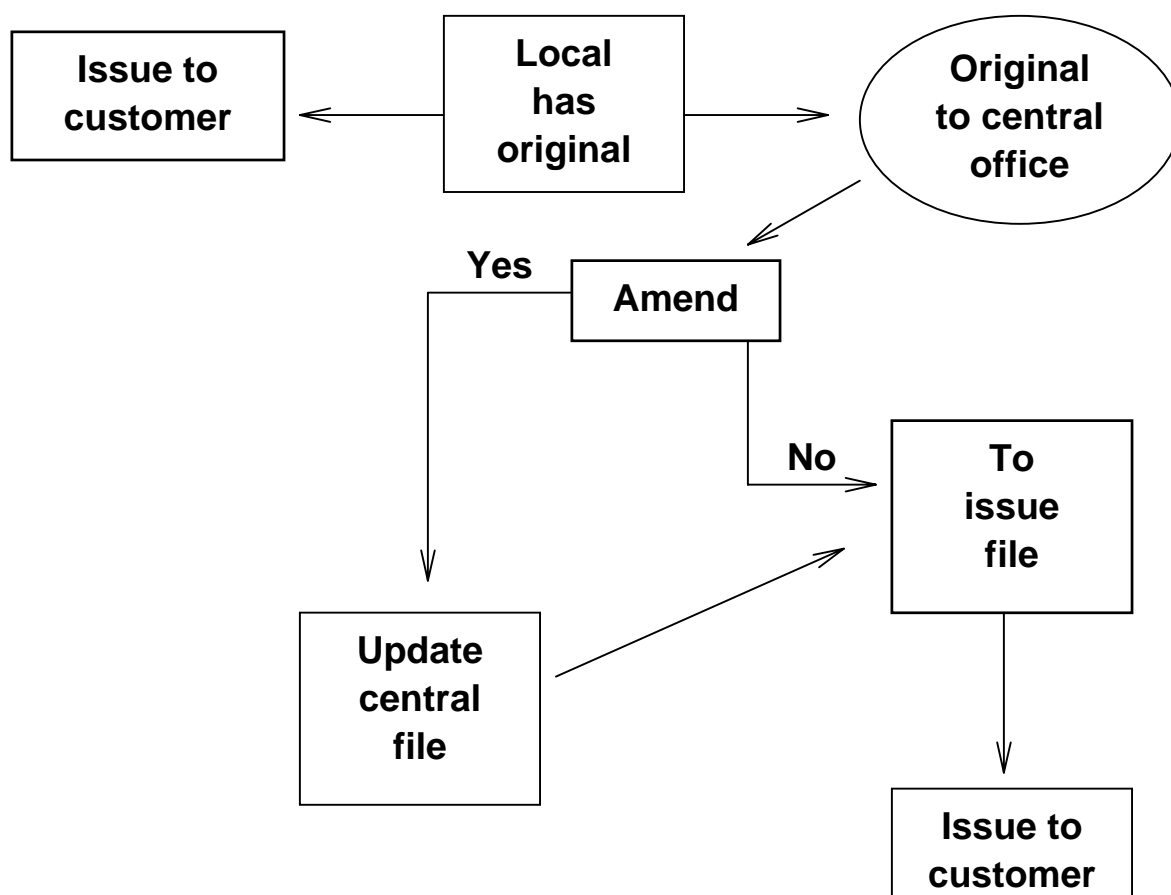 Issue to
customer
Local
has
original
Original
to central
office
Yes
Amend
No
To
issue
file
Update
central
file
Issue to
customer